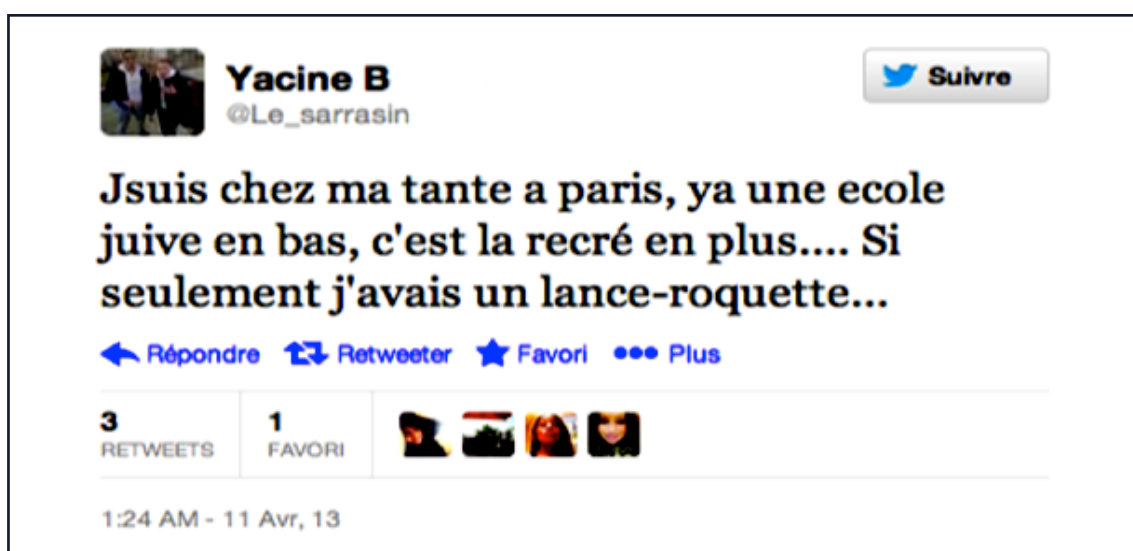 Yacine B
Suivre
@Le_sarrasin
Jsuis chez ma tante a paris, ya une ecole
juive en bas, c'est la recré en plus.... Si
seulement j'avais un lance-roquette...
Répondre Retweeter Favori Plus
3 1
RETWEETS FAVORI
1:24 AM - 11 Avr, 13